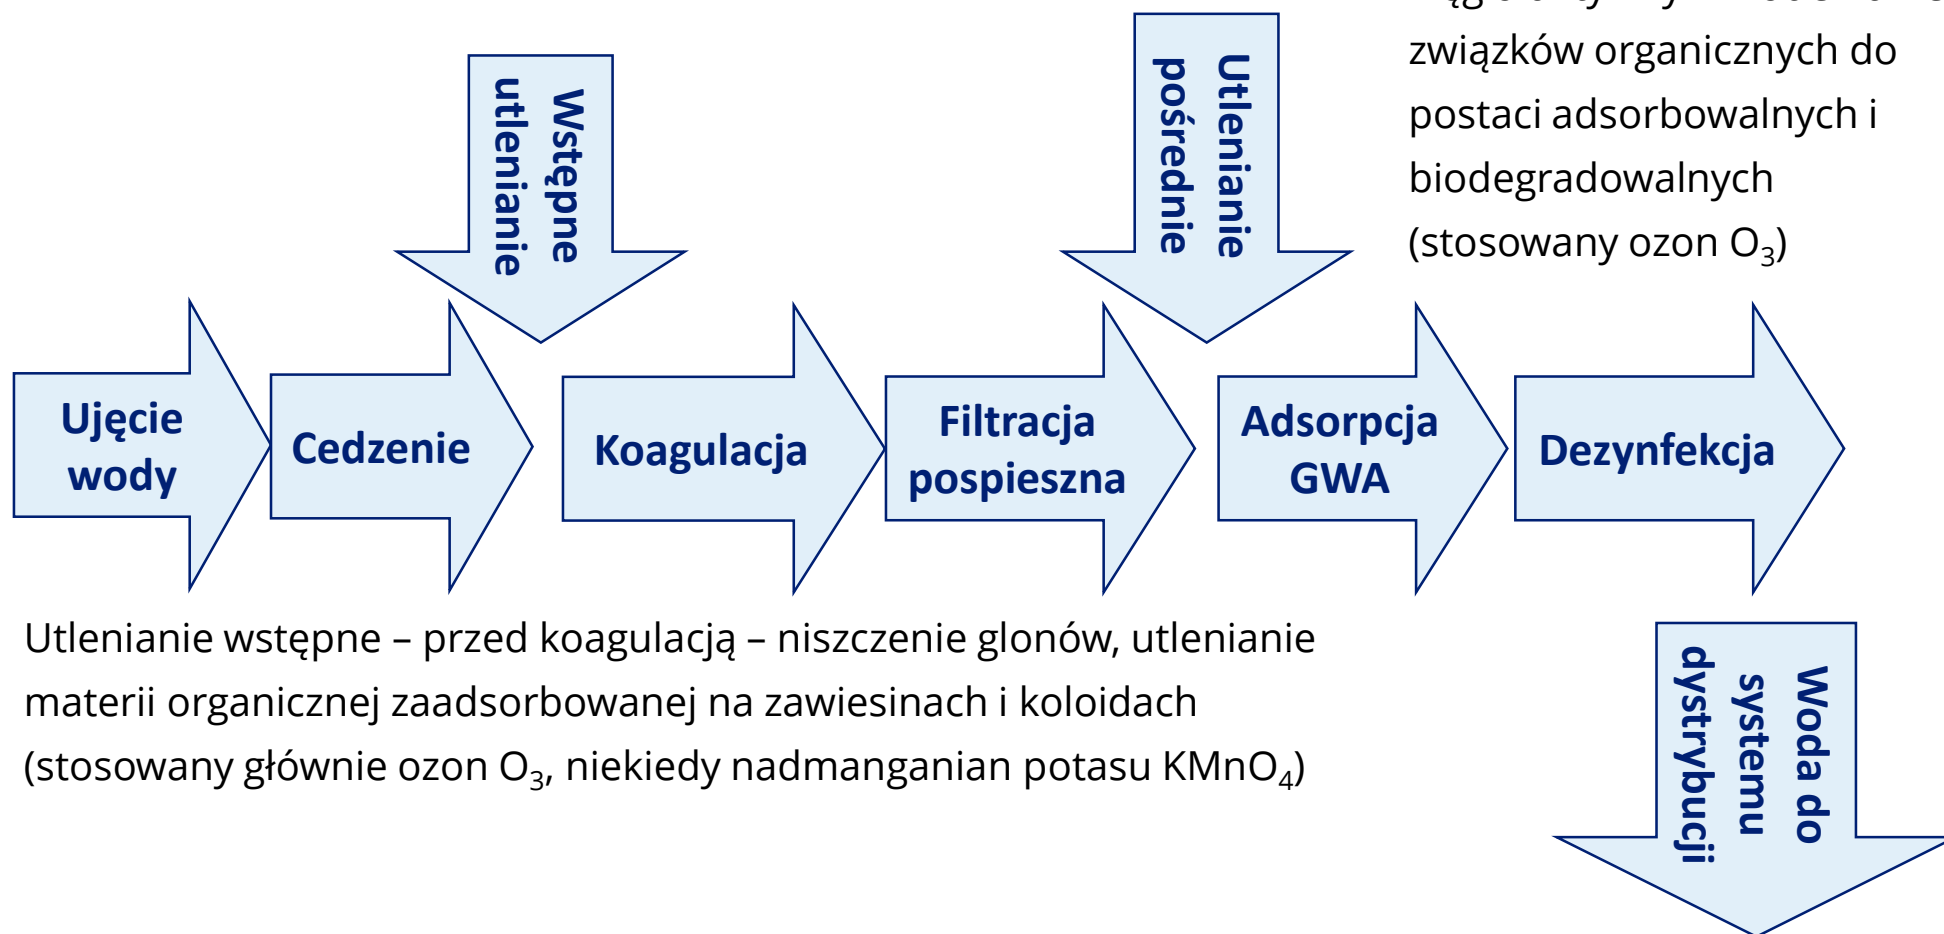 związków organicznych do
postaci adsorbowalnych i
biodegradowalnych
(stosowany ozon O₃)
Wstępne
utlenianie
Utlenianie
pośrednie
Ujęcie
wody
Cedzenie
Koagulacja
Filtracja
pospieszna
Adsorpcja
GWA
Dezynfekcja
Utlenianie wstępne – przed koagulacją – niszczenie glonów, utlenianie
materii organicznej zaadsorbowanej na zawiesinach i koloidach
(stosowany głównie ozon O₃, niekiedy nadmanganian potasu KMnO₄)
Woda do
systemu
dystrybucji